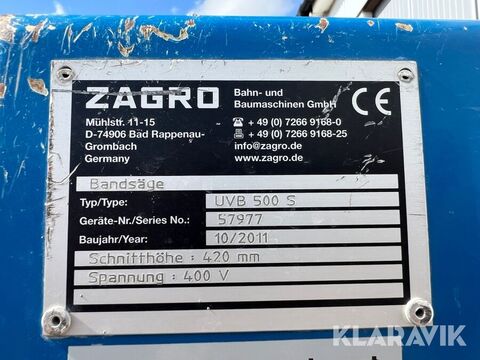 ZAGRO Bahn- und Baumaschinen GmbH CE
Mühlstr. 11-15
D-74906 Bad Rappenau-
Grombach
Germany
☎ + 49 (0) 7266 9168-0
+ 49 (0) 7266 9168-25
info@zagro.de
www.zagro.de
Bandsäge
Typ/Type: UVB 500 S
Geräte-Nr./Series No.: 57977
Baujahr/Year: 10/2011
Schnitthöhe : 420 mm
Spannung : 400 V
KLARAVIK